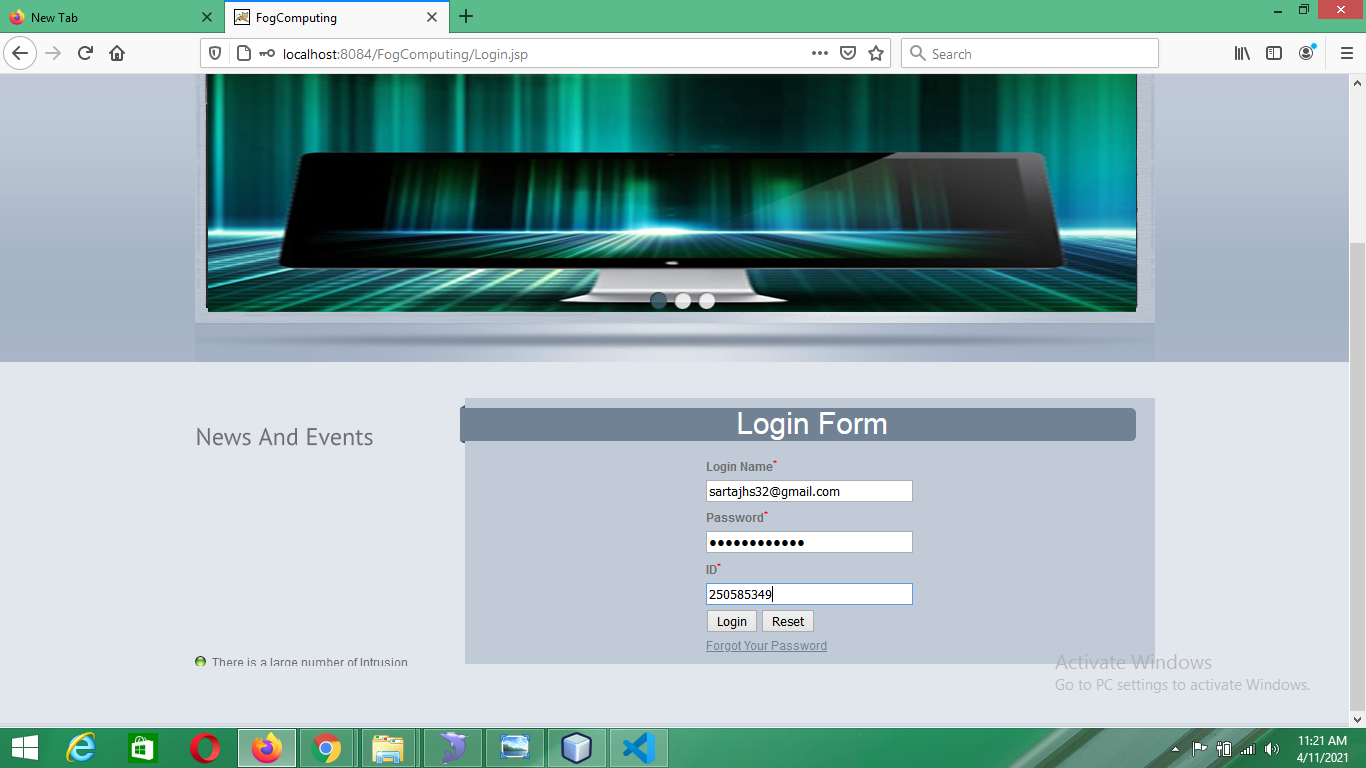 New Tab
FogComputing
localhost:8084/FogComputing/Login.jsp
Search
Login Form
News And Events
Login Name*
sartajhs32@gmail.com
Password*
●●●●●●●●●●●●
ID*
250585349
Login Reset
Forgot Your Password
There is a large number of Intrusion
Activate Windows
Go to PC settings to activate Windows.
11:21 AM
4/11/2021